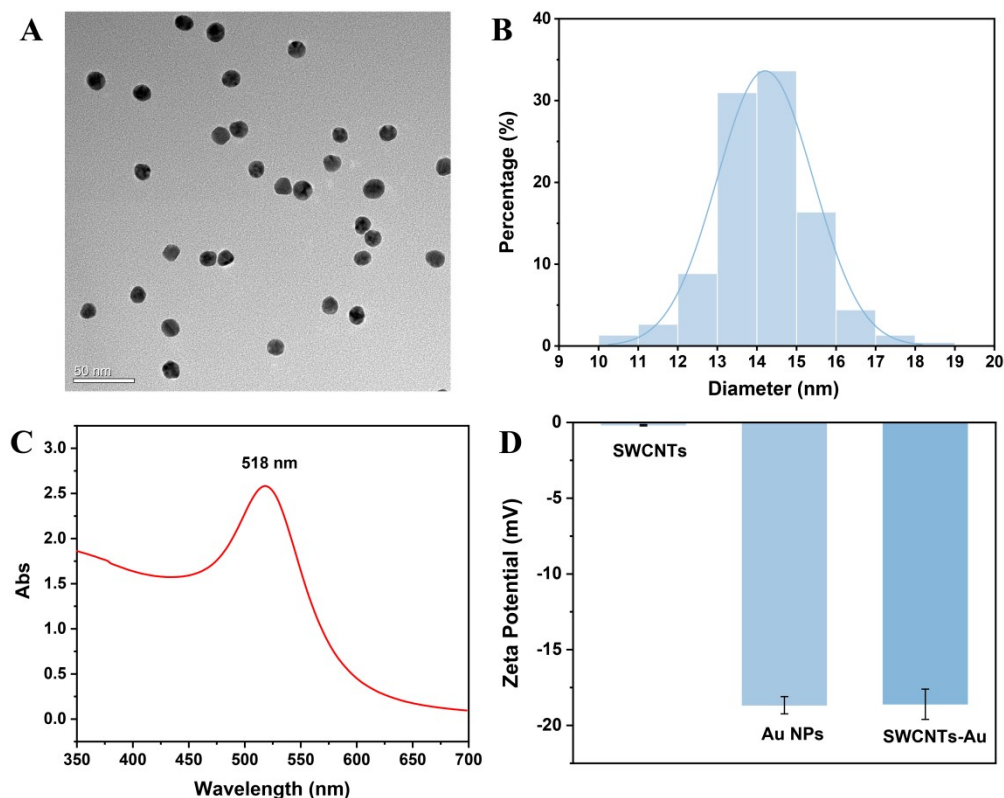 A
50 nm
B
40
30
20
10
0
Percentage (%)
9 10 11 12 13 14 15 16 17 18 19 20
Diameter (nm)
C
3.0
2.5
2.0
1.5
1.0
0.5
0.0
Abs
518 nm
350 400 450 500 550 600 650 700
Wavelength (nm)
D
0
-5
-10
-15
-20
Zeta Potential (mV)
SWCNTs
Au NPs
SWCNTs-Au